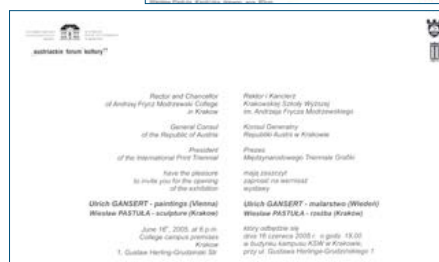 austriackie forum kultury
Rector and Chancellor
of Andrzej Frycz Modrzewski College
in Krakow
General Consul
of the Republic of Austria
President
of the International Print Triennial
have the pleasure
to invite you for the opening
of the exhibition
Ulrich GANSERT - paintings (Vienna)
Wiesław PASTUŁA - sculpture (Krakow)
June 16, 2005, at 6 p.m.
College campus premises
Krakow
1, Gustaw Herling-Grudzinski Str.
Rektor i Kanclerz
Krakowskiej Szkoły Wyższej
im. Andrzeja Frycza Modrzewskiego
Konsul Generalny
Republiki Austrii w Krakowie
Prezes
Międzynarodowego Triennale Grafiki
mają zaszczyt
zaprosić na wernisaż
wystawy
Ulrich GANSERT - malarstwo (Wiedeń)
Wiesław PASTUŁA - rzeźba (Kraków)
który odbędzie się
dnia 16 czerwca 2005 r. o godz. 18.00
w budynku kampusu KSW w Krakowie,
przy ul. Gustawa Herlinga-Grudzińskiego 1